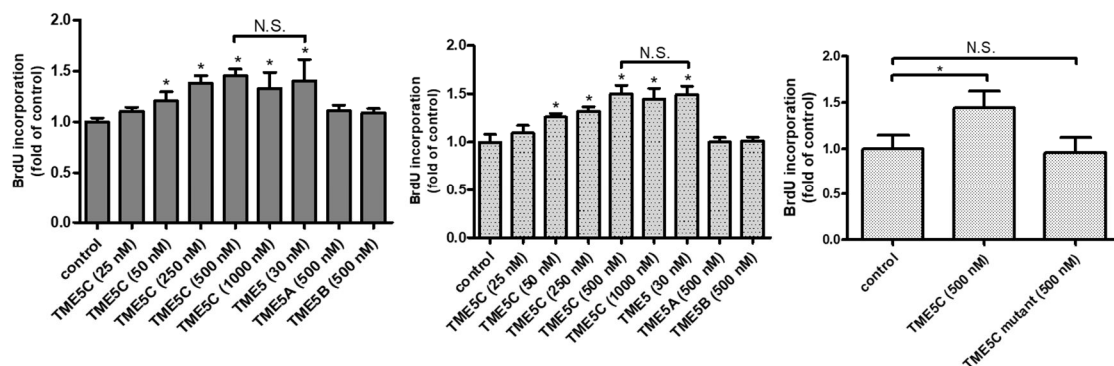 BrdU incorporation
(fold of control)
2.0
1.5
1.0
0.5
0.0
N.S.
*
*
*
*
*
control
TME5C (25 nM)
TME5C (50 nM)
TME5C (250 nM)
TME5C (500 nM)
TME5C (1000 nM)
TME5 (30 nM)
TME5A (500 nM)
TME5B (500 nM)
BrdU incorporation
(fold of control)
2.0
1.5
1.0
0.5
0.0
N.S.
*
*
*
*
*
control
TME5C (25 nM)
TME5C (50 nM)
TME5C (250 nM)
TME5C (500 nM)
TME5C (1000 nM)
TME5 (30 nM)
TME5A (500 nM)
TME5B (500 nM)
BrdU incorporation
(fold of control)
2.0
1.5
1.0
0.5
0.0
N.S.
*
control
TME5C (500 nM)
TME5C mutant (500 nM)